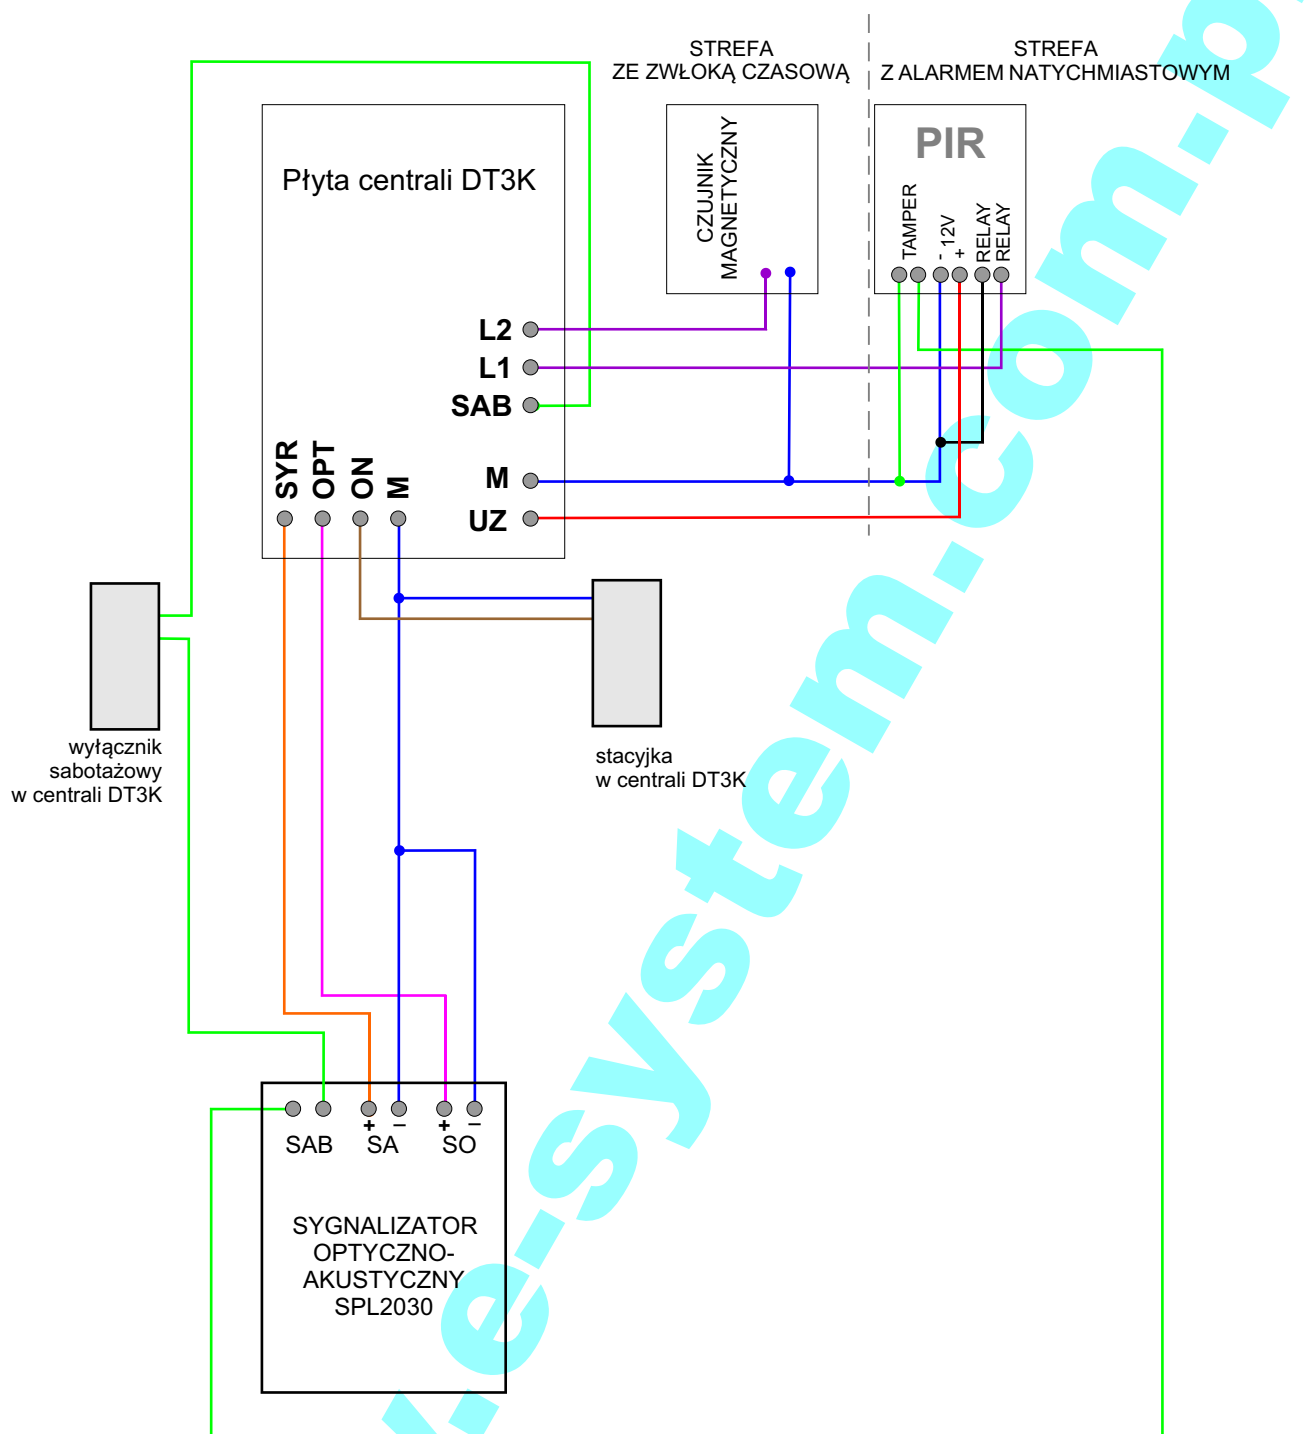 STREFA
ZE ZWŁOKĄ CZASOWĄ
STREFA
Z ALARMEM NATYCHMIASTOWYM
Płyta centrali DT3K
CZUJNIK
MAGNETYCZNY
PIR
TAMPER
- 12V +
RELAY
RELAY
L2
L1
SAB
M
UZ
SYR
OPT
ON
M
wyłącznik
sabotażowy
w centrali DT3K
stacyjka
w centrali DT3K
+ – + –
SAB SA SO
SYGNALIZATOR
OPTYCZNO-
AKUSTYCZNY
SPL2030
.e-system.com.p